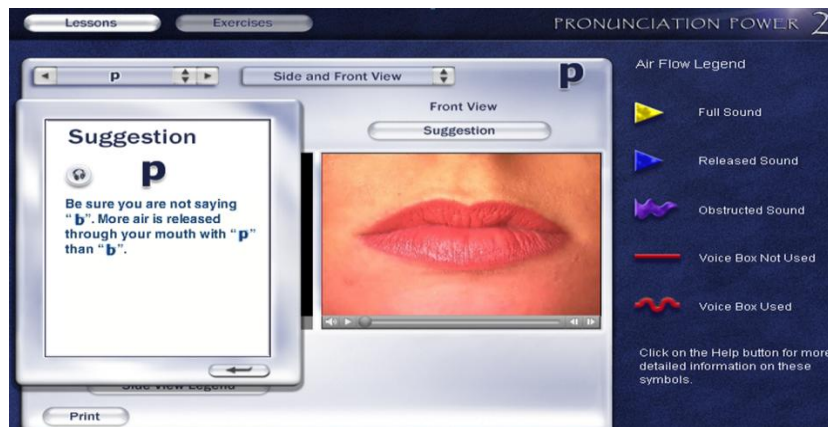 Lessons
Exercises
PRONUNCIATION POWER 2
p
Side and Front View
p
Front View
Suggestion
Suggestion
p
Be sure you are not saying
"b". More air is released
through your mouth with "p"
than "b".
Side View Legend
Print
Air Flow Legend
Full Sound
Released Sound
Obstructed Sound
Voice Box Not Used
Voice Box Used
Click on the Help button for more
detailed information on these
symbols.